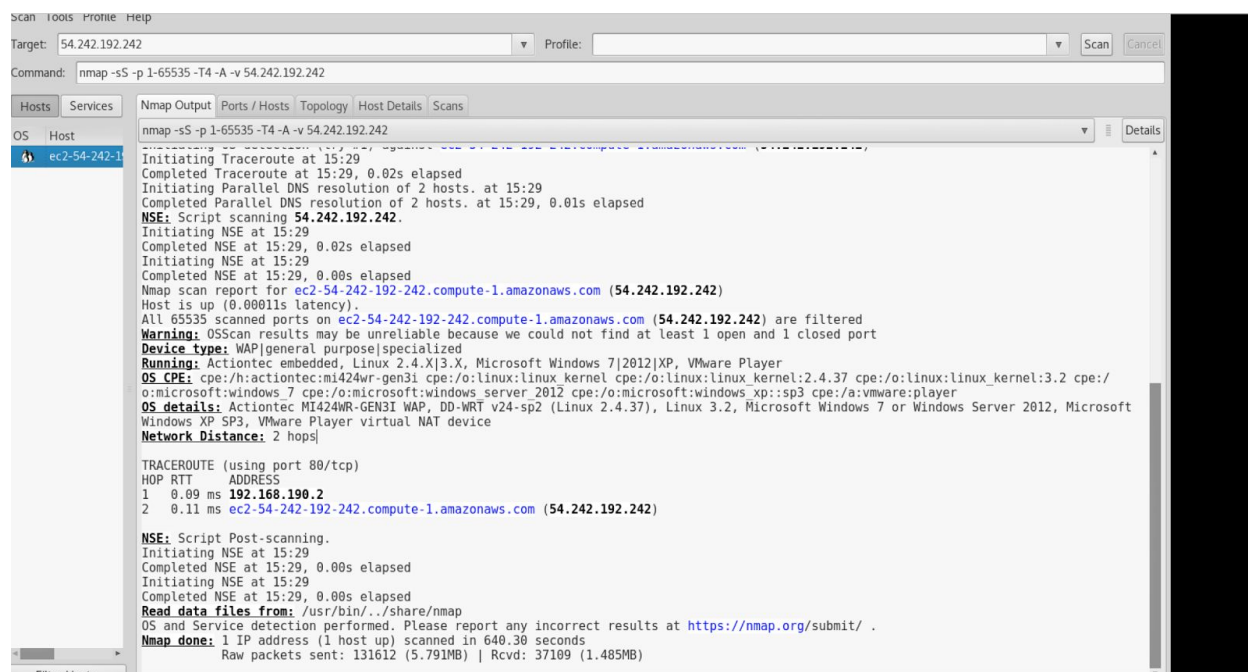 Scan Tools Profile Help
Target: 54.242.192.242 Profile: Scan Cancel
Command: nmap -sS -p 1-65535 -T4 -A -v 54.242.192.242
Hosts Services Nmap Output Ports / Hosts Topology Host Details Scans
OS Host nmap -sS -p 1-65535 -T4 -A -v 54.242.192.242 Details
ec2-54-242-19
Initiating OS detection (try #1) against ec2-54-242-192-242.compute-1.amazonaws.com (54.242.192.242)
Initiating Traceroute at 15:29
Completed Traceroute at 15:29, 0.02s elapsed
Initiating Parallel DNS resolution of 2 hosts. at 15:29
Completed Parallel DNS resolution of 2 hosts. at 15:29, 0.01s elapsed
NSE: Script scanning 54.242.192.242.
Initiating NSE at 15:29
Completed NSE at 15:29, 0.02s elapsed
Initiating NSE at 15:29
Completed NSE at 15:29, 0.00s elapsed
Nmap scan report for ec2-54-242-192-242.compute-1.amazonaws.com (54.242.192.242)
Host is up (0.00011s latency).
All 65535 scanned ports on ec2-54-242-192-242.compute-1.amazonaws.com (54.242.192.242) are filtered
Warning: OSScan results may be unreliable because we could not find at least 1 open and 1 closed port
Device type: WAP|general purpose|specialized
Running: Actiontec embedded, Linux 2.4.X|3.X, Microsoft Windows 7|2012|XP, VMware Player
OS CPE: cpe:/h:actiontec:mi424wr-gen3i cpe:/o:linux:linux_kernel cpe:/o:linux:linux_kernel:2.4.37 cpe:/o:linux:linux_kernel:3.2 cpe:/
o:microsoft:windows_7 cpe:/o:microsoft:windows_server_2012 cpe:/o:microsoft:windows_xp::sp3 cpe:/a:vmware:player
OS details: Actiontec MI424WR-GEN3I WAP, DD-WRT v24-sp2 (Linux 2.4.37), Linux 3.2, Microsoft Windows 7 or Windows Server 2012, Microsoft
Windows XP SP3, VMware Player virtual NAT device
Network Distance: 2 hops
TRACEROUTE (using port 80/tcp)
HOP RTT ADDRESS
1 0.09 ms 192.168.190.2
2 0.11 ms ec2-54-242-192-242.compute-1.amazonaws.com (54.242.192.242)
NSE: Script Post-scanning.
Initiating NSE at 15:29
Completed NSE at 15:29, 0.00s elapsed
Initiating NSE at 15:29
Completed NSE at 15:29, 0.00s elapsed
Read data files from: /usr/bin/../share/nmap
OS and Service detection performed. Please report any incorrect results at https://nmap.org/submit/ .
Nmap done: 1 IP address (1 host up) scanned in 640.30 seconds
Raw packets sent: 131612 (5.791MB) | Rcvd: 37109 (1.485MB)